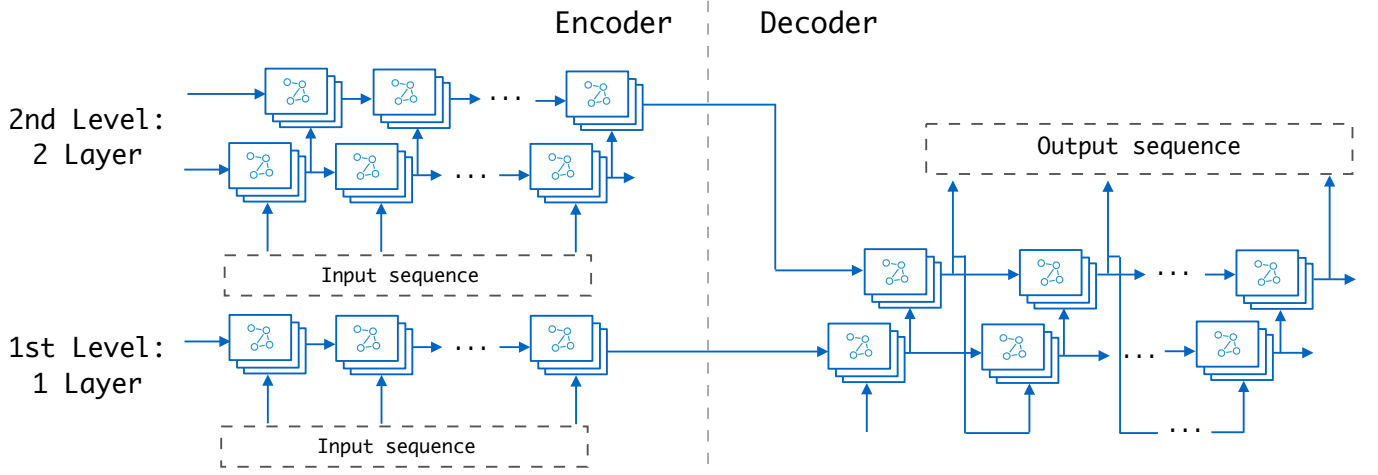 Encoder
Decoder
2nd Level:
2 Layer
...
...
Input sequence
Output sequence
...
1st Level:
1 Layer
...
Input sequence
...
...